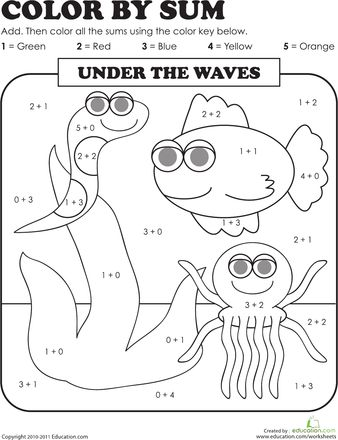 COLOR BY SUM
Add. Then color all the sums using the color key below.
1 = Green 2 = Red 3 = Blue 4 = Yellow 5 = Orange
UNDER THE WAVES
2 + 1
1 + 2
2 + 2
5 + 0
1 + 1
2 + 2
4 + 0
0 + 3
1 + 3
1 + 3
3 + 0
2 + 1
1 + 0
3 + 2
2 + 2
0 + 1
1 + 0
3 + 1
0 + 4
1 + 3
Copyright 2010-2011 Education.com
Created by :
education.com
www.education.com/worksheets